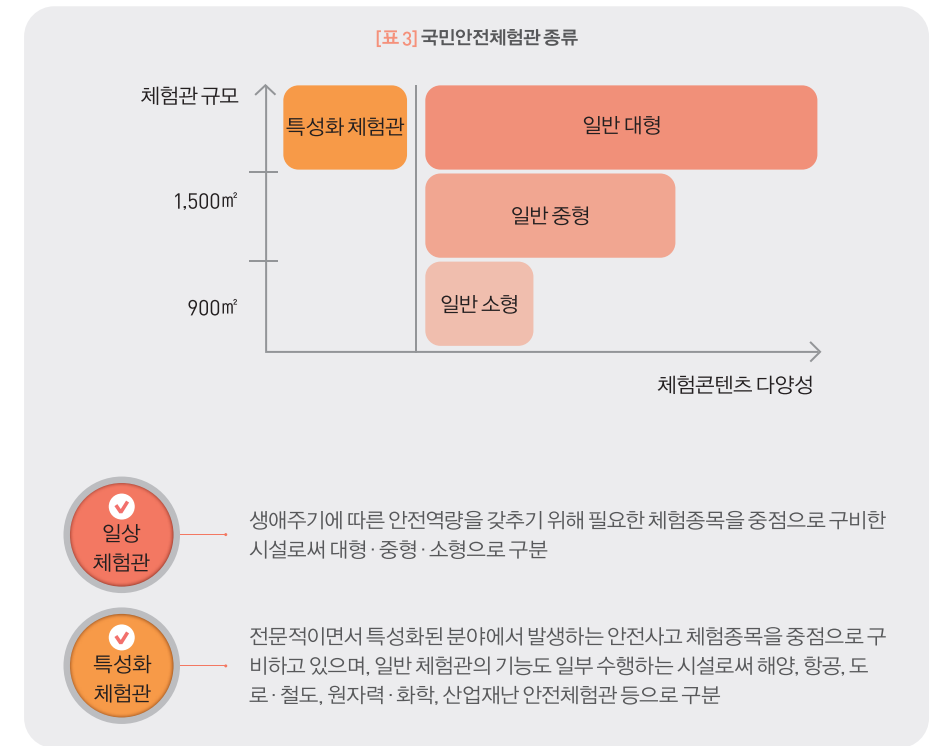 [표 3] 국민안전체험관 종류
체험관 규모
특성화 체험관
일반 대형
1,500㎡
일반 중형
900㎡
일반 소형
체험콘텐츠 다양성
일상
체험관
생애주기에 따른 안전역량을 갖추기 위해 필요한 체험종목을 중점으로 구비한
시설로써 대형 · 중형 · 소형으로 구분
특성화
체험관
전문적이면서 특성화된 분야에서 발생하는 안전사고 체험종목을 중점으로 구
비하고 있으며, 일반 체험관의 기능도 일부 수행하는 시설로써 해양, 항공, 도
로 · 철도, 원자력 · 화학, 산업재난 안전체험관 등으로 구분